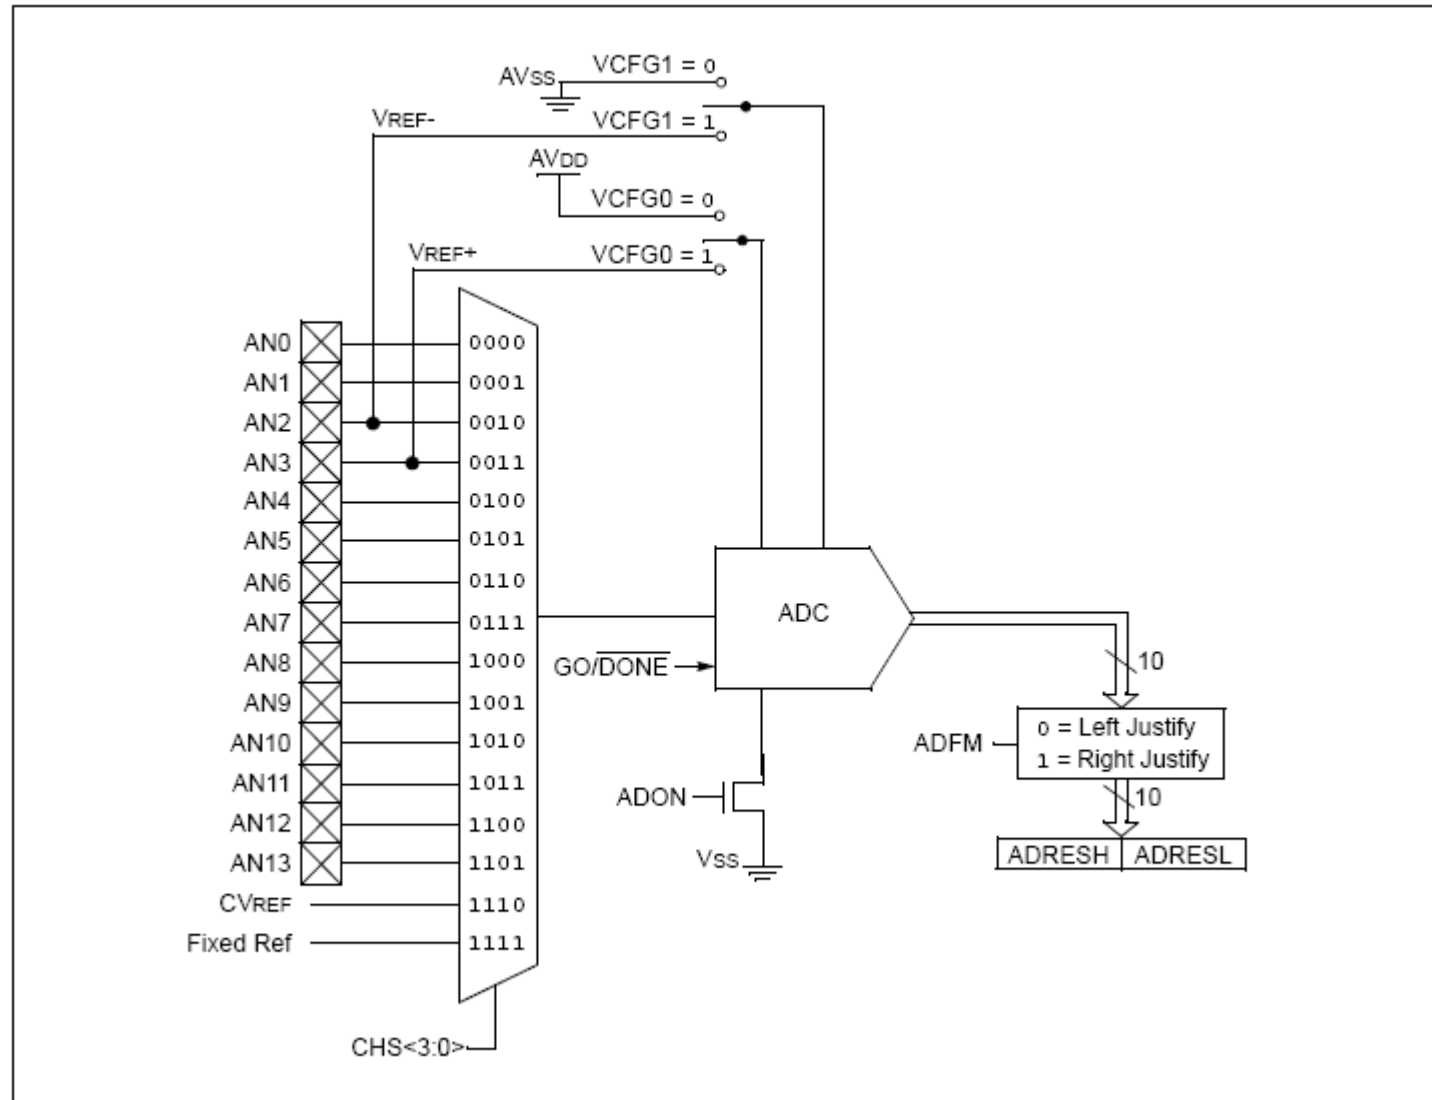 AVSS
VCFG1 = 0
VREF-
VCFG1 = 1
AVDD
VCFG0 = 0
VREF+
VCFG0 = 1
AN0 0000
AN1 0001
AN2 0010
AN3 0011
AN4 0100
AN5 0101
AN6 0110
AN7 0111
AN8 1000
AN9 1001
AN10 1010
AN11 1011
AN12 1100
AN13 1101
CVREF 1110
Fixed Ref 1111
CHS<3:0>
ADC
GO/DONE
10
ADFM
0 = Left Justify
1 = Right Justify
ADON
10
VSS
ADRESH ADRESL